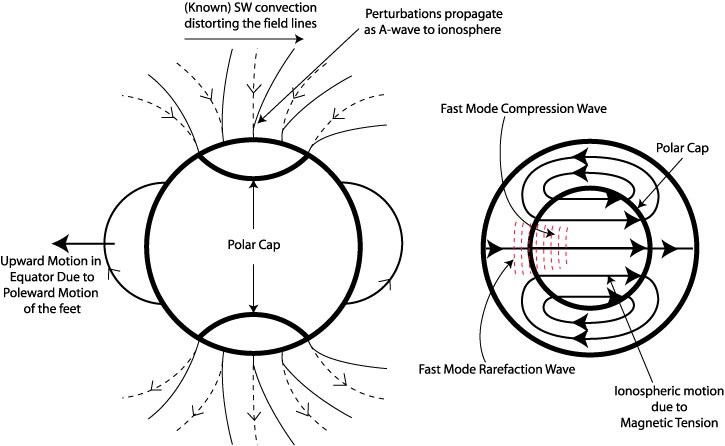 (Known) SW convection
distorting the field lines
Perturbations propagate
as A-wave to ionosphere
Polar Cap
Upward Motion in
Equator Due to
Poleward Motion
of the feet
Fast Mode Compression Wave
Polar Cap
Fast Mode Rarefaction Wave
Ionospheric motion
due to
Magnetic Tension